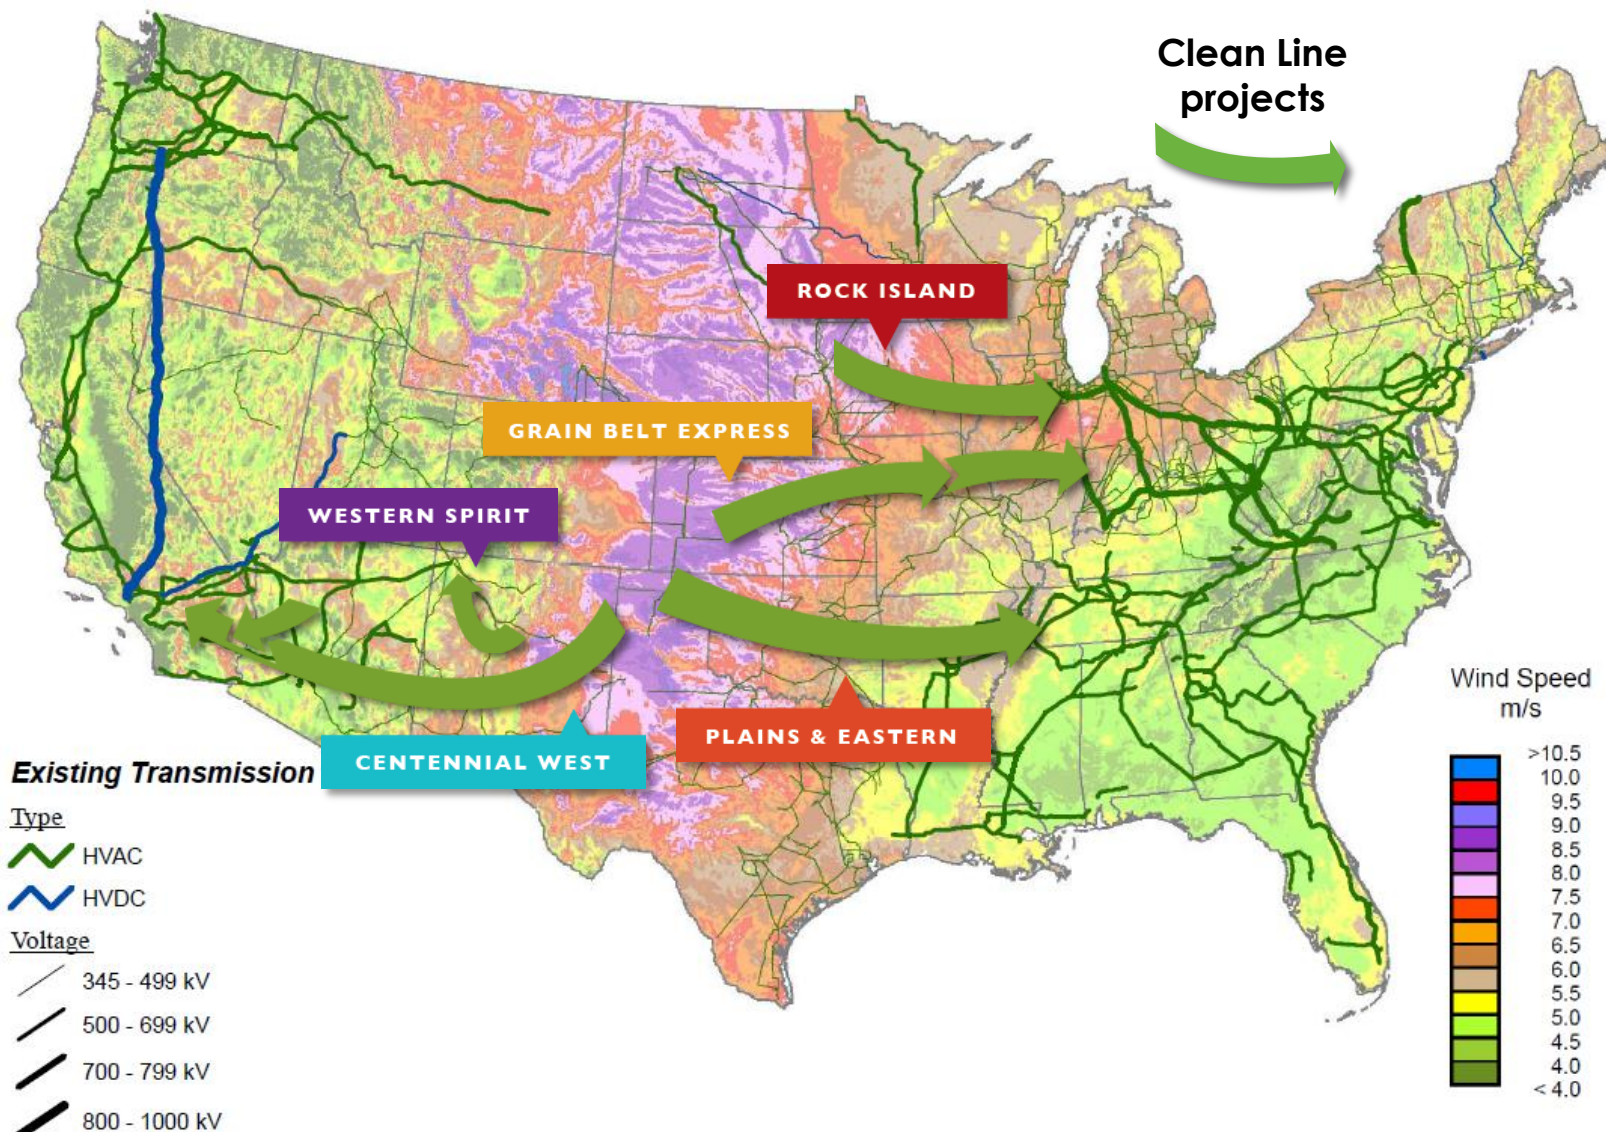 Clean Line
projects
ROCK ISLAND
GRAIN BELT EXPRESS
WESTERN SPIRIT
PLAINS & EASTERN
CENTENNIAL WEST
Existing Transmission
Type
HVAC
HVDC
Voltage
345 - 499 kV
500 - 699 kV
700 - 799 kV
800 - 1000 kV
Wind Speed
m/s
>10.5
10.0
9.5
9.0
8.5
8.0
7.5
7.0
6.5
6.0
5.5
5.0
4.5
4.0
< 4.0